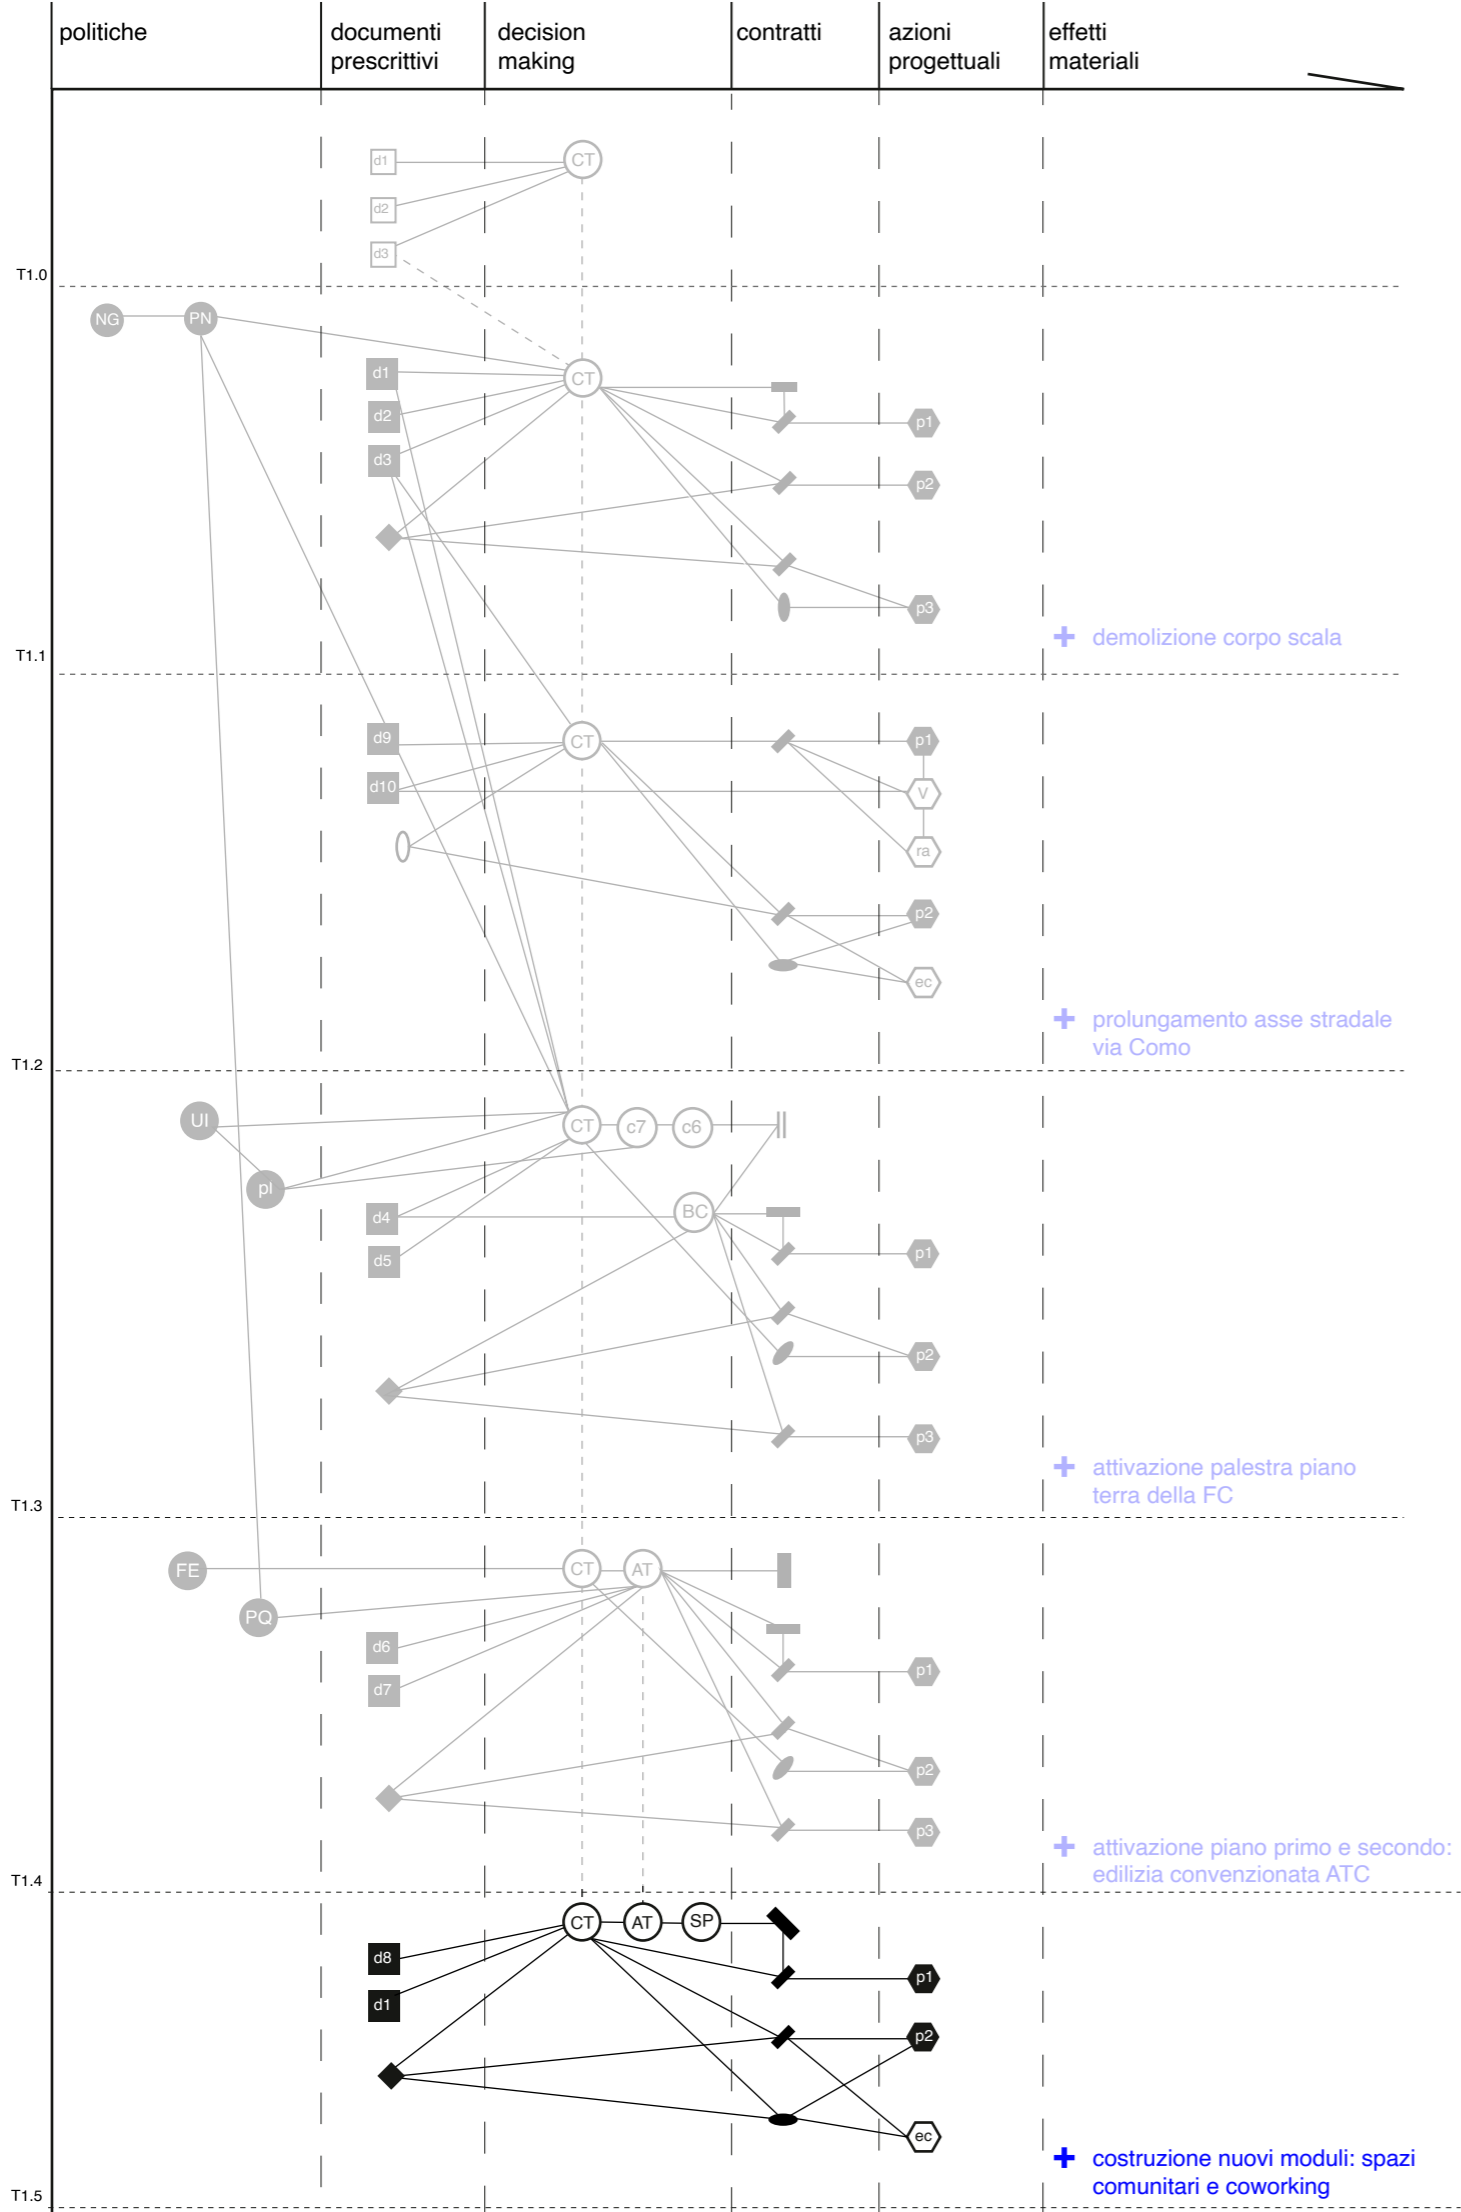 politiche
documenti
prescrittivi
decision
making
contratti
azioni
progettuali
effetti
materiali
d1
CT
d2
d3
T1.0
NG
PN
d1
CT
d2
p1
d3
p2
p3
demolizione corpo scala
T1.1
d9
CT
p1
d10
V
ra
p2
ec
prolungamento asse stradale
via Como
T1.2
UI
CT
c7
c6
pI
d4
BC
d5
p1
p2
p3
attivazione palestra piano
terra della FC
T1.3
FE
CT
AT
PQ
d6
d7
p1
p2
p3
attivazione piano primo e secondo:
edilizia convenzionata ATC
T1.4
CT
AT
SP
d8
d1
p1
p2
ec
costruzione nuovi moduli: spazi
comunitari e coworking
T1.5